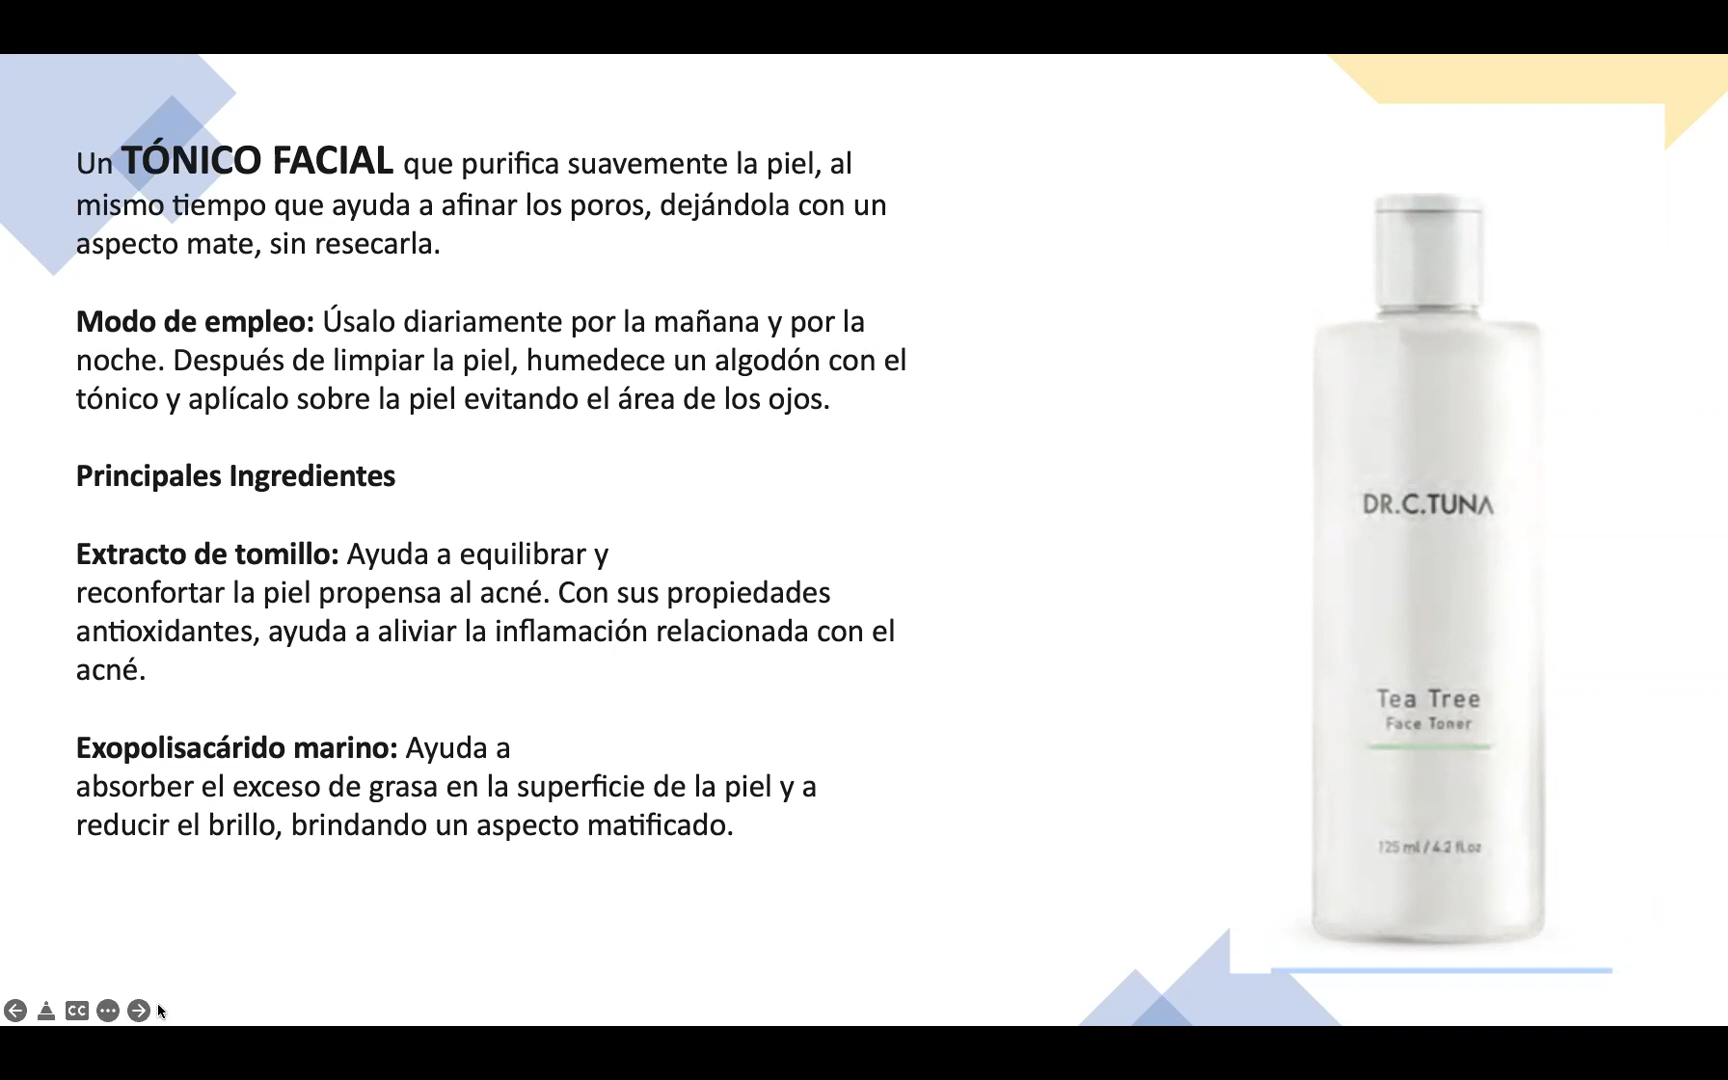 Un TÓNICO FACIAL que purifica suavemente la piel, al
mismo tiempo que ayuda a afinar los poros, dejándola con un
aspecto mate, sin resecarla.
Modo de empleo: Úsalo diariamente por la mañana y por la
noche. Después de limpiar la piel, humedece un algodón con el
tónico y aplícalo sobre la piel evitando el área de los ojos.
Principales Ingredientes
Extracto de tomillo: Ayuda a equilibrar y
reconfortar la piel propensa al acné. Con sus propiedades
antioxidantes, ayuda a aliviar la inflamación relacionada con el
acné.
Exopolisacárido marino: Ayuda a
absorber el exceso de grasa en la superficie de la piel y a
reducir el brillo, brindando un aspecto matificado.
DR.C.TUNA
Tea Tree
Face Toner
125 ml / 4.2 fl.oz
CC